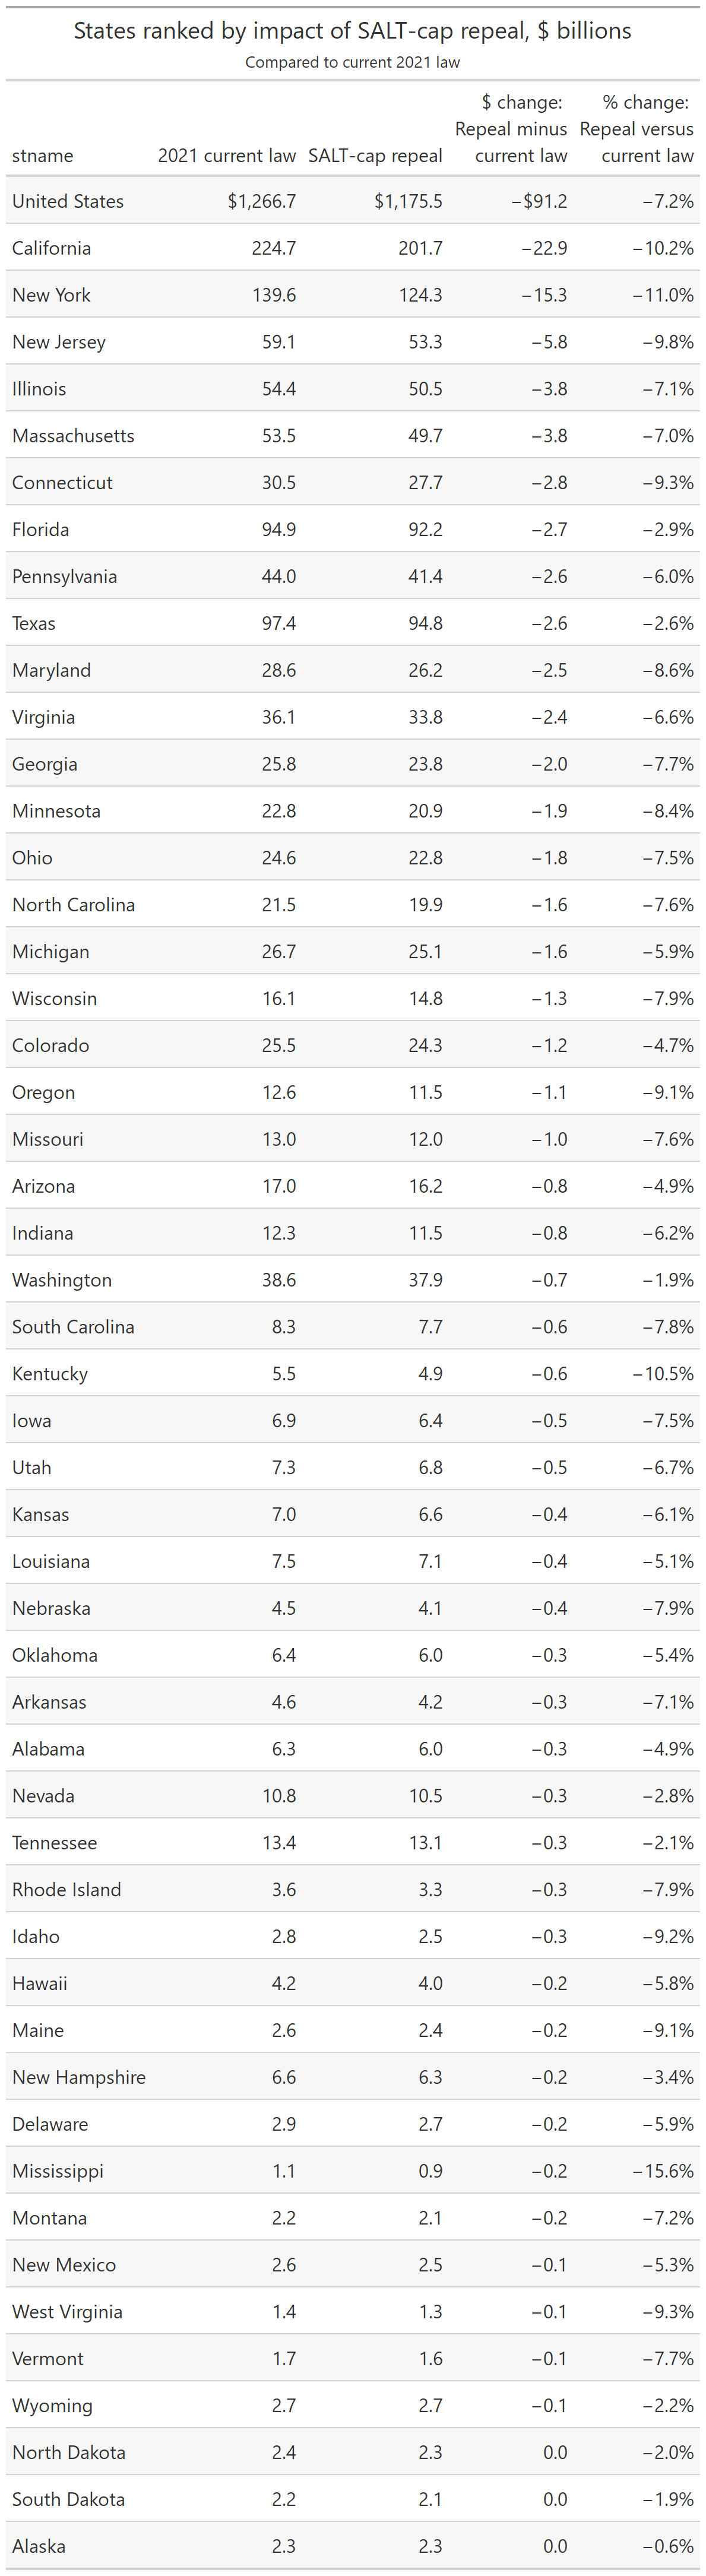 States ranked by impact of SALT-cap repeal, $ billions
Compared to current 2021 law
$ change: % change:
Repeal minus Repeal versus
stname 2021 current law SALT-cap repeal current law current law
United States $1,266.7 $1,175.5 −$91.2 −7.2%
California 224.7 201.7 −22.9 −10.2%
New York 139.6 124.3 −15.3 −11.0%
New Jersey 59.1 53.3 −5.8 −9.8%
Illinois 54.4 50.5 −3.8 −7.1%
Massachusetts 53.5 49.7 −3.8 −7.0%
Connecticut 30.5 27.7 −2.8 −9.3%
Florida 94.9 92.2 −2.7 −2.9%
Pennsylvania 44.0 41.4 −2.6 −6.0%
Texas 97.4 94.8 −2.6 −2.6%
Maryland 28.6 26.2 −2.5 −8.6%
Virginia 36.1 33.8 −2.4 −6.6%
Georgia 25.8 23.8 −2.0 −7.7%
Minnesota 22.8 20.9 −1.9 −8.4%
Ohio 24.6 22.8 −1.8 −7.5%
North Carolina 21.5 19.9 −1.6 −7.6%
Michigan 26.7 25.1 −1.6 −5.9%
Wisconsin 16.1 14.8 −1.3 −7.9%
Colorado 25.5 24.3 −1.2 −4.7%
Oregon 12.6 11.5 −1.1 −9.1%
Missouri 13.0 12.0 −1.0 −7.6%
Arizona 17.0 16.2 −0.8 −4.9%
Indiana 12.3 11.5 −0.8 −6.2%
Washington 38.6 37.9 −0.7 −1.9%
South Carolina 8.3 7.7 −0.6 −7.8%
Kentucky 5.5 4.9 −0.6 −10.5%
Iowa 6.9 6.4 −0.5 −7.5%
Utah 7.3 6.8 −0.5 −6.7%
Kansas 7.0 6.6 −0.4 −6.1%
Louisiana 7.5 7.1 −0.4 −5.1%
Nebraska 4.5 4.1 −0.4 −7.9%
Oklahoma 6.4 6.0 −0.3 −5.4%
Arkansas 4.6 4.2 −0.3 −7.1%
Alabama 6.3 6.0 −0.3 −4.9%
Nevada 10.8 10.5 −0.3 −2.8%
Tennessee 13.4 13.1 −0.3 −2.1%
Rhode Island 3.6 3.3 −0.3 −7.9%
Idaho 2.8 2.5 −0.3 −9.2%
Hawaii 4.2 4.0 −0.2 −5.8%
Maine 2.6 2.4 −0.2 −9.1%
New Hampshire 6.6 6.3 −0.2 −3.4%
Delaware 2.9 2.7 −0.2 −5.9%
Mississippi 1.1 0.9 −0.2 −15.6%
Montana 2.2 2.1 −0.2 −7.2%
New Mexico 2.6 2.5 −0.1 −5.3%
West Virginia 1.4 1.3 −0.1 −9.3%
Vermont 1.7 1.6 −0.1 −7.7%
Wyoming 2.7 2.7 −0.1 −2.2%
North Dakota 2.4 2.3 0.0 −2.0%
South Dakota 2.2 2.1 0.0 −1.9%
Alaska 2.3 2.3 0.0 −0.6%